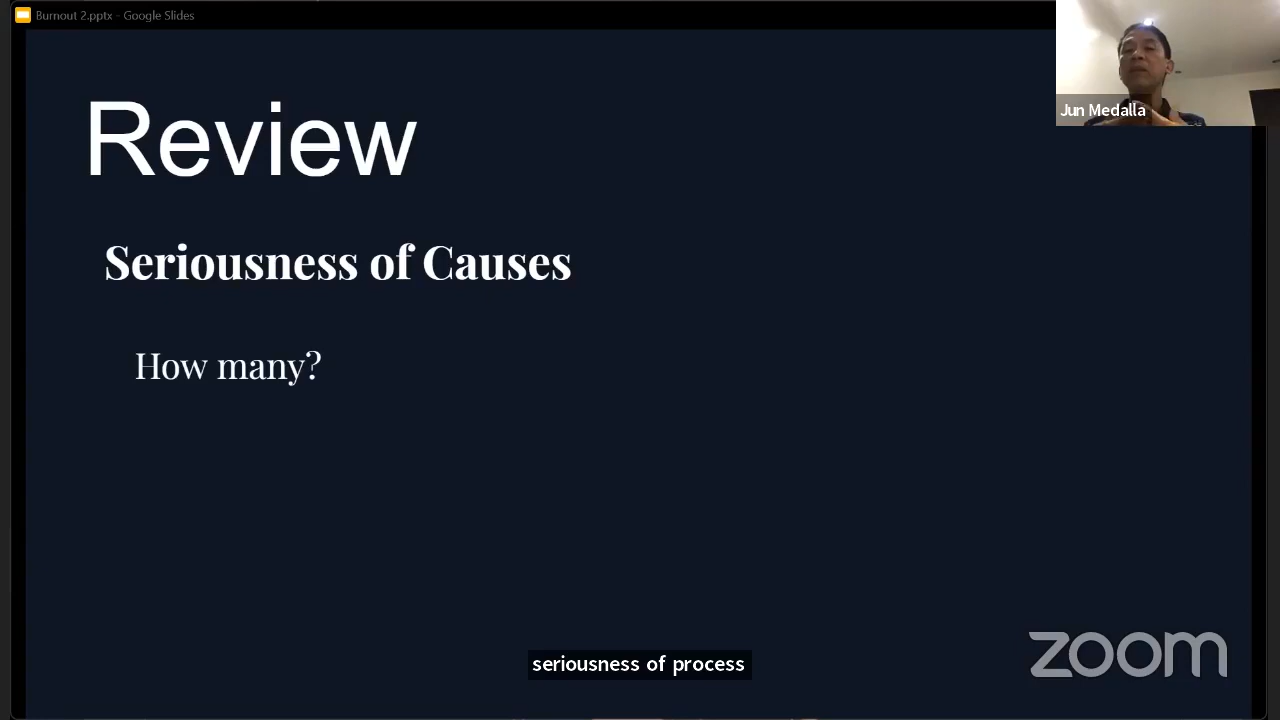 Burnout 2.pptx - Google Slides
Jun Medalla
Review
Seriousness of Causes
How many?
seriousness of process
zoom